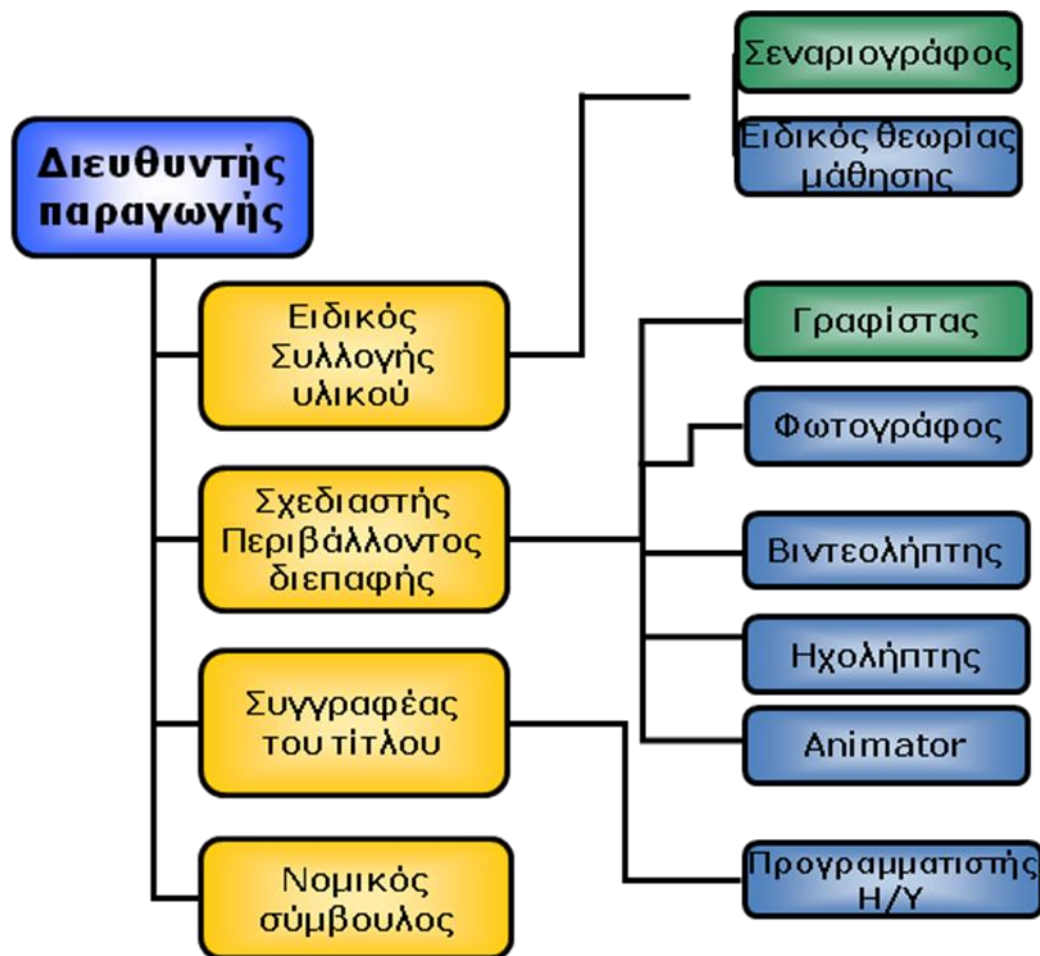 Διευθυντής
παραγωγής
Ειδικός
Συλλογής
υλικού
Σχεδιαστής
Περιβάλλοντος
διεπαφής
Συγγραφέας
του τίτλου
Νομικός
σύμβουλος
Σεναριογράφος
Ειδικός θεωρίας
μάθησης
Γραφίστας
Φωτογράφος
Βιντεολήπτης
Ηχολήπτης
Animator
Προγραμματιστής
Η/Υ